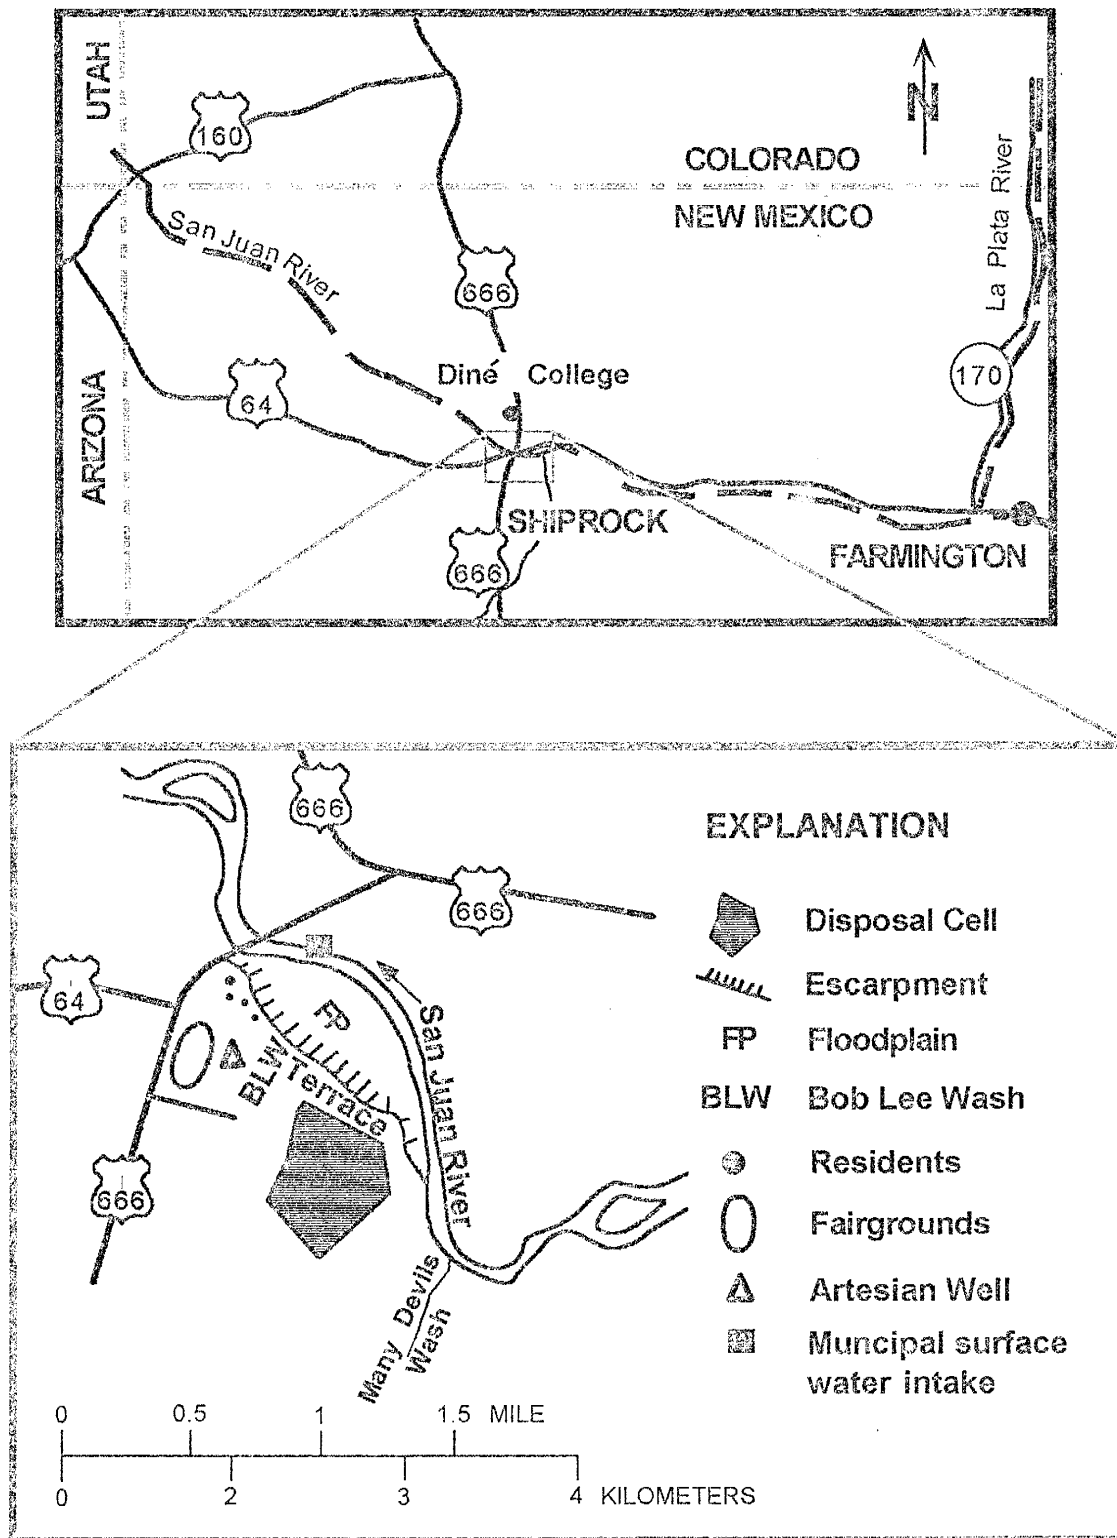 UTAH
160
N
COLORADO
NEW MEXICO
La Plata River
San Juan River
666
Diné College
170
64
ARIZONA
SHIPROCK
666
FARMINGTON
666
EXPLANATION
666
Disposal Cell
64
Escarpment
FP
San Juan River
FP Floodplain
BLW
Terrace
BLW Bob Lee Wash
666
Residents
Fairgrounds
Many Devils
Wash
Artesian Well
Muncipal surface
water intake
0 0.5 1 1.5 MILE
0 2 3 4 KILOMETERS